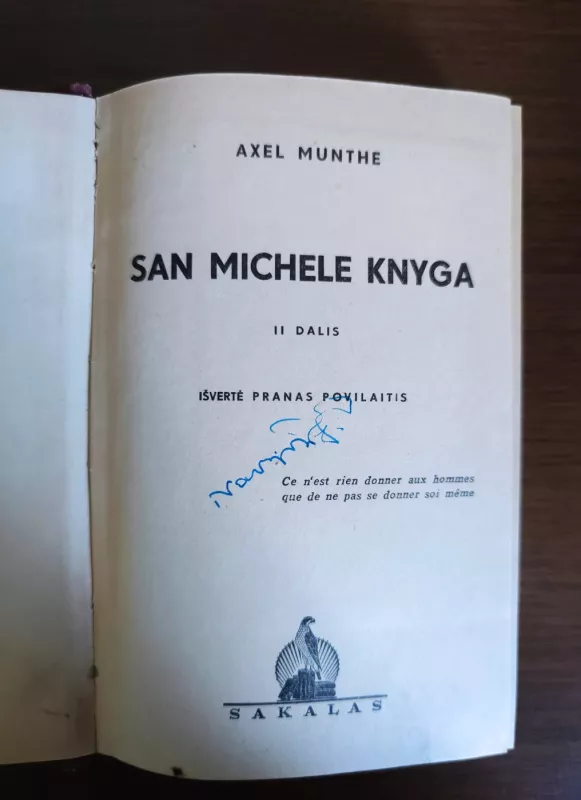 AXEL MUNTHE
SAN MICHELE KNYGA
II DALIS
IŠVERTĖ PRANAS POVILAITIS
Ce n'est rien donner aux hommes
que de ne pas se donner soi même
SAKALAS